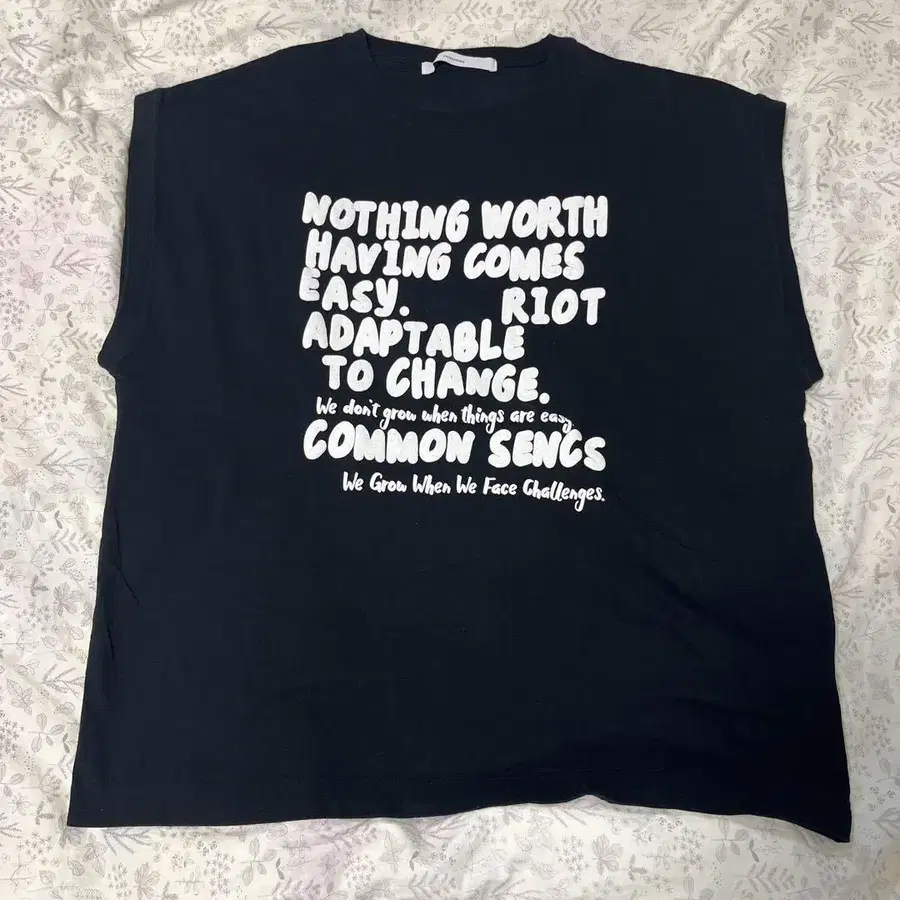 NOTHING WORTH
HAVING COMES
EASY. RIOT
ADAPTABLE
TO CHANGE.
We don't grow when things are easy
COMMON SENCS
We Grow When We Face Challenges.